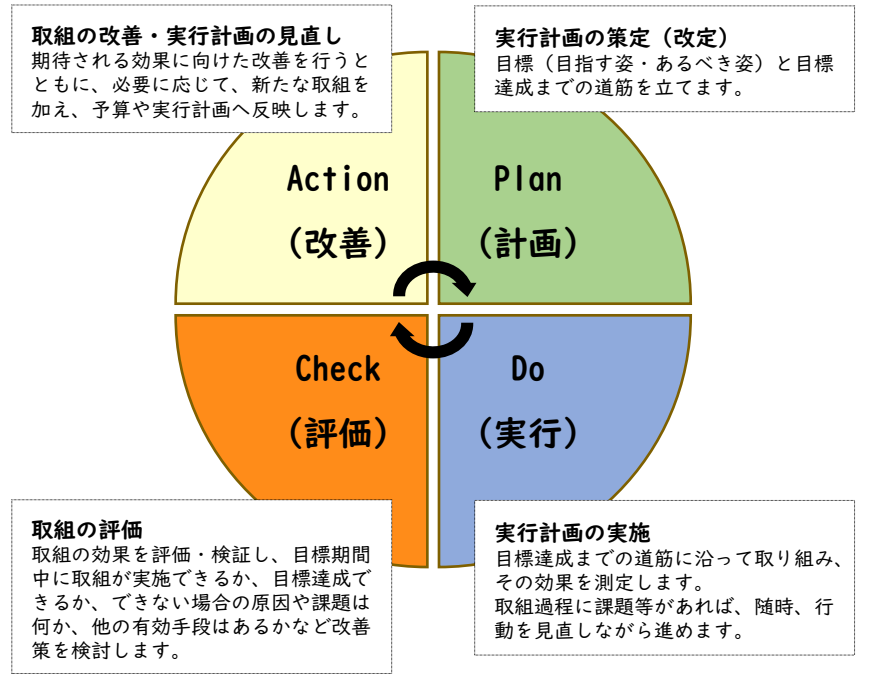 取組の改善・実行計画の見直し
期待される効果に向けた改善を行うと
ともに、必要に応じて、新たな取組を
加え、予算や実行計画へ反映します。
実行計画の策定（改定）
目標（目指す姿・あるべき姿）と目標
達成までの道筋を立てます。
Action
（改善）
Plan
（計画）
Check
（評価）
Do
（実行）
取組の評価
取組の効果を評価・検証し、目標期間
中に取組が実施できるか、目標達成で
きるか、できない場合の原因や課題は
何か、他の有効手段はあるかなど改善
策を検討します。
実行計画の実施
目標達成までの道筋に沿って取り組み、
その効果を測定します。
取組過程に課題等があれば、随時、行
動を見直しながら進めます。